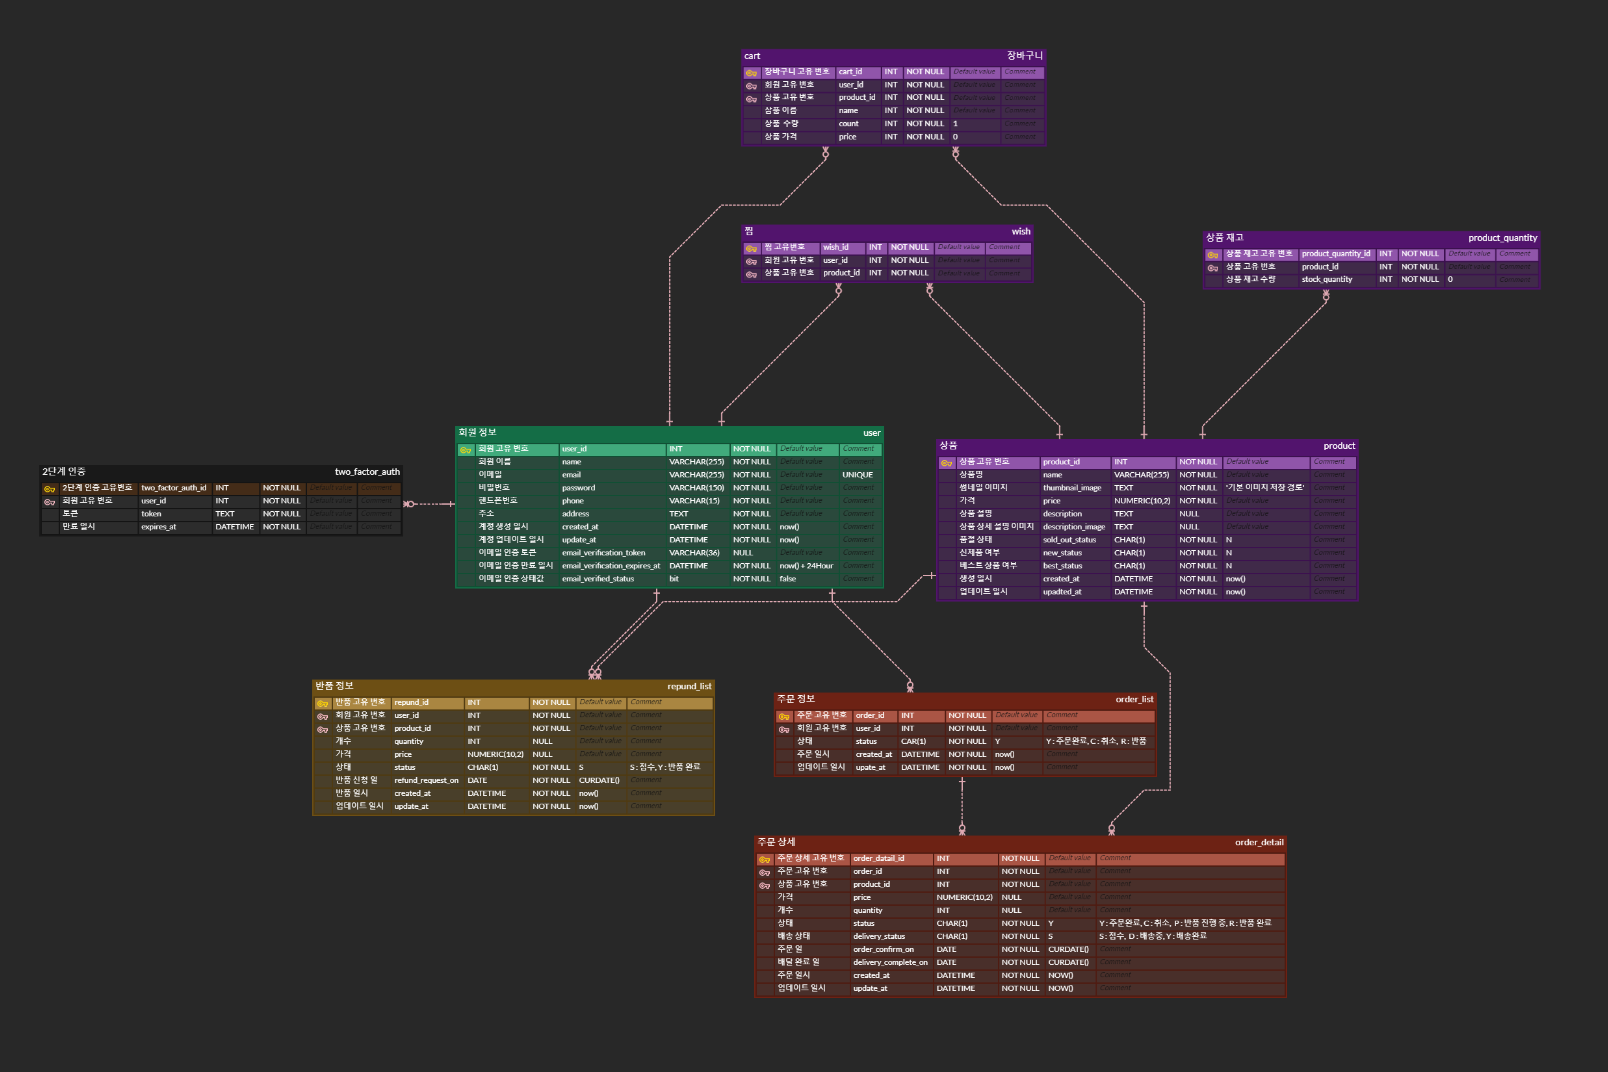 cart 장바구니
장바구니 고유 번호 cart_id INT NOT NULL Default value Comment
회원 고유 번호 user_id INT NOT NULL Default value Comment
상품 고유 번호 product_id INT NOT NULL Default value Comment
상품 이름 name INT NOT NULL Default value Comment
상품 수량 count INT NOT NULL 1 Comment
상품 가격 price INT NOT NULL 0 Comment
찜 wish
찜 고유번호 wish_id INT NOT NULL Default value Comment
회원 고유 번호 user_id INT NOT NULL Default value Comment
상품 고유 번호 product_id INT NOT NULL Default value Comment
상품 재고 product_quantity
상품 재고 고유 번호 product_quantity_id INT NOT NULL Default value Comment
상품 고유 번호 product_id INT NOT NULL Default value Comment
상품 재고 수량 stock_quantity INT NOT NULL 0 Comment
2단계 인증 two_factor_auth
2단계 인증 고유번호 two_factor_auth_id INT NOT NULL Default value Comment
회원 고유 번호 user_id INT NOT NULL Default value Comment
토큰 token TEXT NOT NULL Default value Comment
만료 일시 expires_at DATETIME NOT NULL Default value Comment
회원 정보 user
회원 고유 번호 user_id INT NOT NULL Default value Comment
회원 이름 name VARCHAR(255) NOT NULL Default value Comment
이메일 email VARCHAR(255) NOT NULL Default value UNIQUE
비밀번호 password VARCHAR(150) NOT NULL Default value Comment
핸드폰번호 phone VARCHAR(15) NOT NULL Default value Comment
주소 address TEXT NOT NULL Default value Comment
계정 생성 일시 created_at DATETIME NOT NULL now() Comment
계정 업데이트 일시 update_at DATETIME NOT NULL now() Comment
이메일 인증 토큰 email_verification_token VARCHAR(36) NULL Default value Comment
이메일 인증 만료 일시 email_verification_expires_at DATETIME NOT NULL now() + 24Hour Comment
이메일 인증 상태값 email_verified_status bit NOT NULL false Comment
상품 product
상품 고유 번호 product_id INT NOT NULL Default value Comment
상품명 name VARCHAR(255) NOT NULL Default value Comment
썸네일 이미지 thumbnail_image TEXT NOT NULL '기본 이미지 저장 경로' Comment
가격 price NUMERIC(10,2) NOT NULL Default value Comment
상품 설명 description TEXT NULL Default value Comment
상품 상세 설명 이미지 description_image TEXT NULL Default value Comment
품절 상태 sold_out_status CHAR(1) NOT NULL N Comment
신제품 여부 new_status CHAR(1) NOT NULL N Comment
베스트 상품 여부 best_status CHAR(1) NOT NULL N Comment
생성 일시 created_at DATETIME NOT NULL now() Comment
업데이트 일시 upadted_at DATETIME NOT NULL now() Comment
반품 정보 repund_list
반품 고유 번호 repund_id INT NOT NULL Default value Comment
회원 고유 번호 user_id INT NOT NULL Default value Comment
상품 고유 번호 product_id INT NOT NULL Default value Comment
개수 quantity INT NULL Default value Comment
가격 price NUMERIC(10,2) NULL Default value Comment
상태 status CHAR(1) NOT NULL S S : 접수, Y : 반품 완료
반품 신청 일 refund_request_on DATE NOT NULL CURDATE() Comment
반품 일시 created_at DATETIME NOT NULL now() Comment
업데이트 일시 update_at DATETIME NOT NULL now() Comment
주문 정보 order_list
주문 고유 번호 order_id INT NOT NULL Default value Comment
회원 고유 번호 user_id INT NOT NULL Default value Comment
상태 status CAR(1) NOT NULL Y Y : 주문완료, C : 취소, R : 반품
주문 일시 created_at DATETIME NOT NULL now() Comment
업데이트 일시 upate_at DATETIME NOT NULL now() Comment
주문 상세 order_detail
주문 상세 고유 번호 order_datail_id INT NOT NULL Default value Comment
주문 고유 번호 order_id INT NOT NULL Default value Comment
상품 고유 번호 product_id INT NOT NULL Default value Comment
가격 price NUMERIC(10,2) NULL Default value Comment
개수 quantity INT NULL Default value Comment
상태 status CHAR(1) NOT NULL Y Y : 주문완료, C : 취소, P : 반품 진행 중, R : 반품 완료
배송 상태 delivery_status CHAR(1) NOT NULL S S : 접수, D : 배송중, Y : 배송완료
주문 일 order_confirm_on DATE NOT NULL CURDATE() Comment
배달 완료 일 delivery_complete_on DATE NOT NULL CURDATE() Comment
주문 일시 created_at DATETIME NOT NULL NOW() Comment
업데이트 일시 update_at DATETIME NOT NULL NOW() Comment